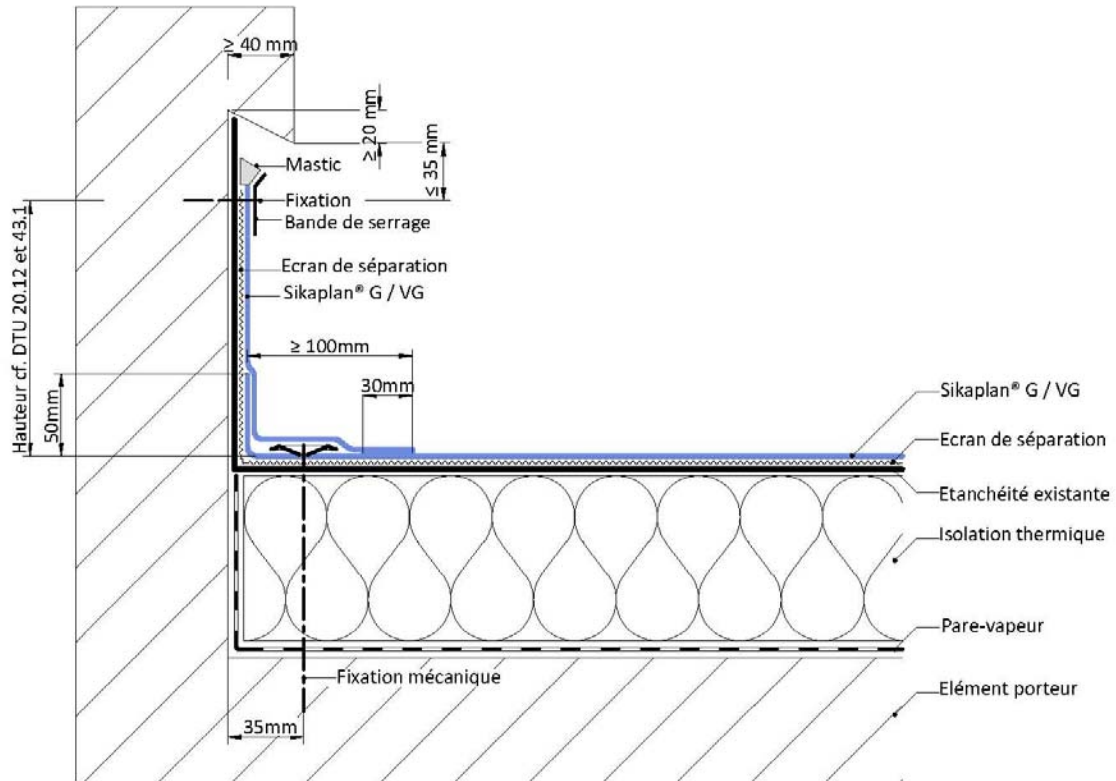 ≥ 40 mm
≥ 20 mm
≤ 35 mm
Mastic
Fixation
Bande de serrage
Hauteur cf. DTU 20.12 et 43.1
Ecran de séparation
Sikaplan® G / VG
≥ 100mm
30mm
50mm
Sikaplan® G / VG
Ecran de séparation
Etanchéité existante
Isolation thermique
Pare-vapeur
Fixation mécanique
Elément porteur
35mm